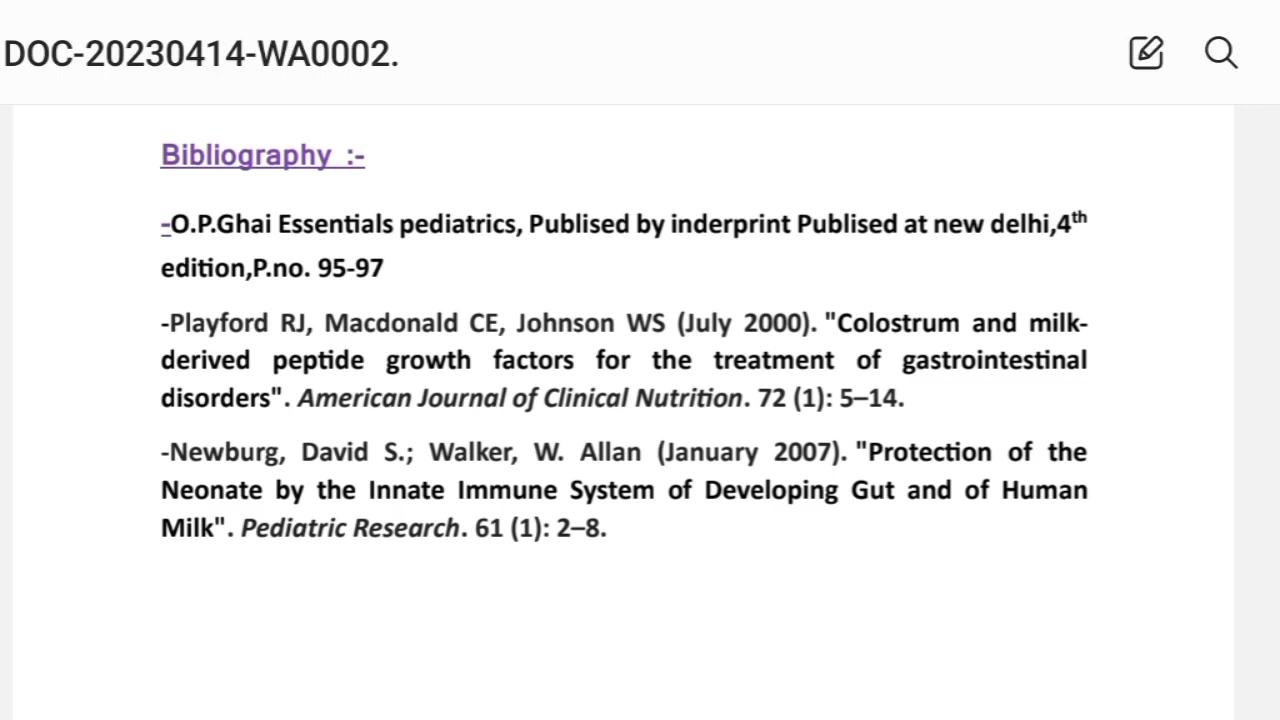 DOC-20230414-WA0002.
Bibliography :-
-O.P.Ghai Essentials pediatrics, Publised by inderprint Publised at new delhi,4th
edition,P.no. 95-97
-Playford RJ, Macdonald CE, Johnson WS (July 2000). "Colostrum and milk-
derived peptide growth factors for the treatment of gastrointestinal
disorders". American Journal of Clinical Nutrition. 72 (1): 5–14.
-Newburg, David S.; Walker, W. Allan (January 2007). "Protection of the
Neonate by the Innate Immune System of Developing Gut and of Human
Milk". Pediatric Research. 61 (1): 2–8.